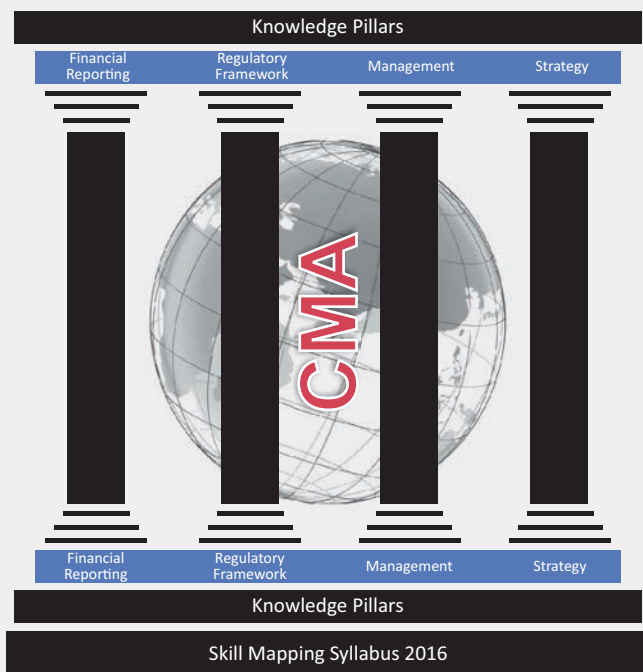 Knowledge Pillars
Financial
Reporting
Regulatory
Framework
Management
Strategy
CMA
Financial
Reporting
Regulatory
Framework
Management
Strategy
Knowledge Pillars
Skill Mapping Syllabus 2016